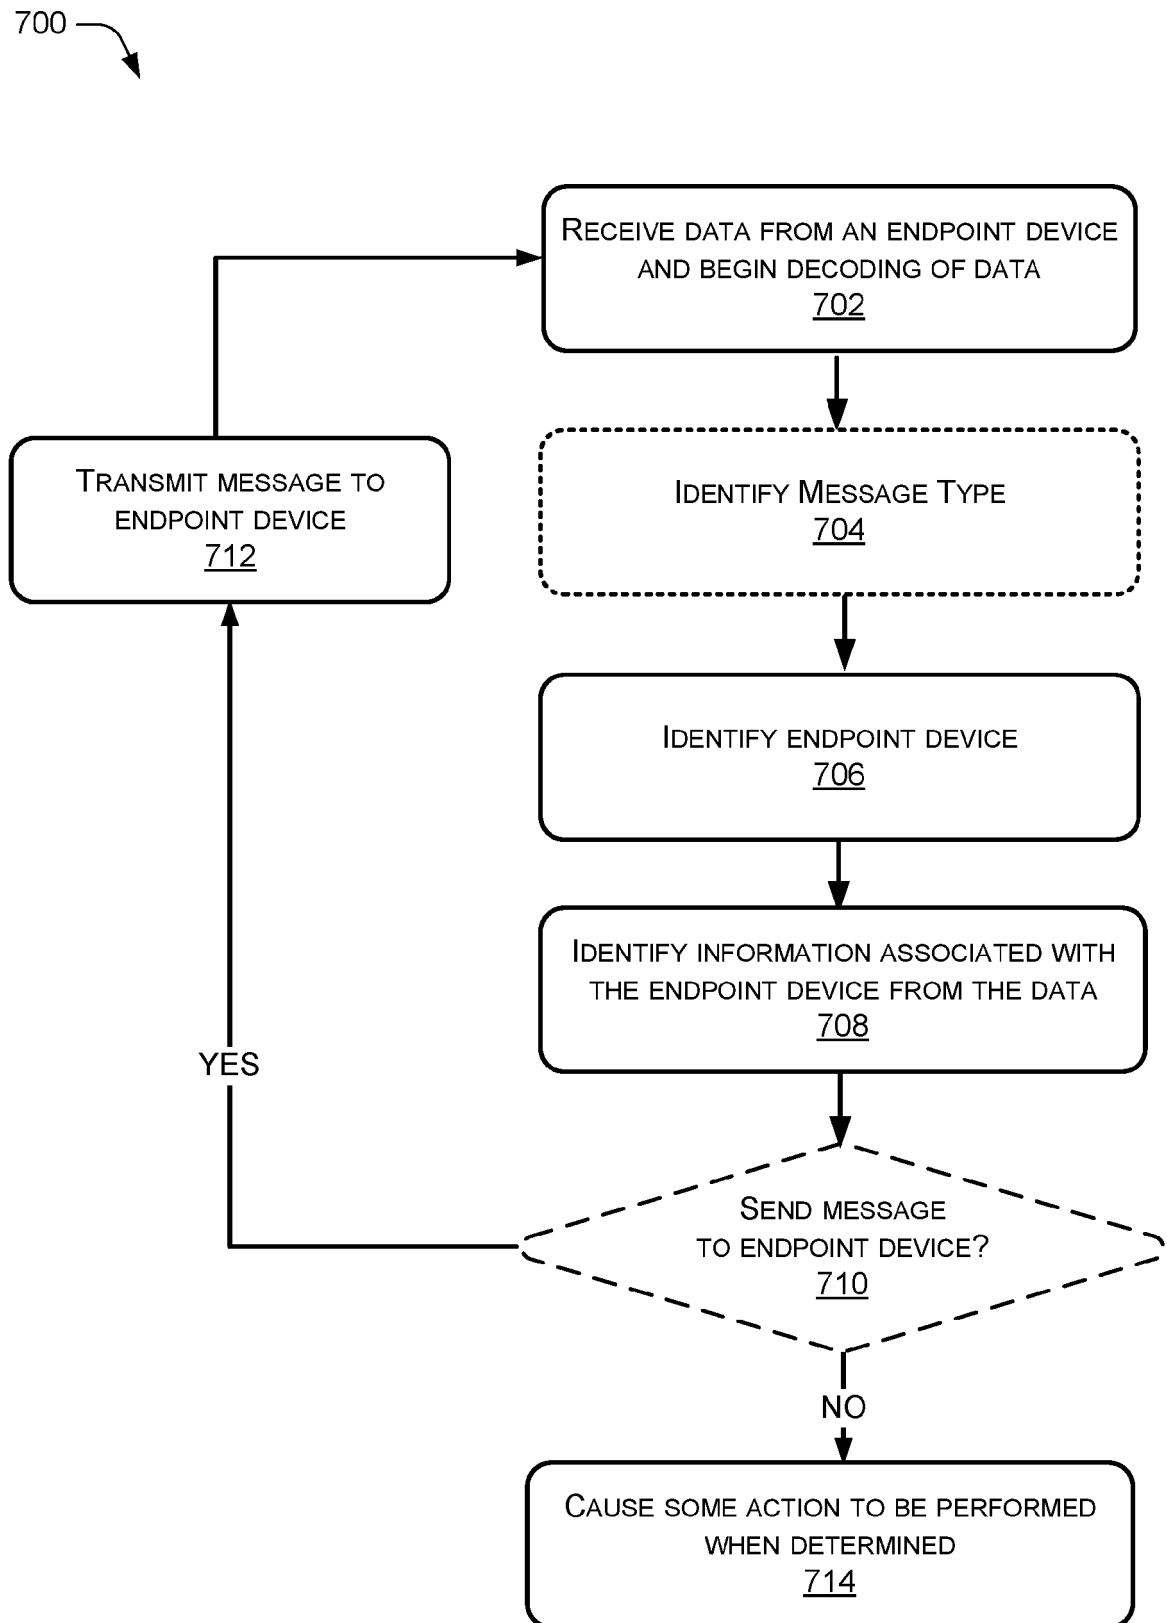 700
RECEIVE DATA FROM AN ENDPOINT DEVICE
AND BEGIN DECODING OF DATA
702
IDENTIFY MESSAGE TYPE
704
TRANSMIT MESSAGE TO
ENDPOINT DEVICE
712
IDENTIFY ENDPOINT DEVICE
706
IDENTIFY INFORMATION ASSOCIATED WITH
THE ENDPOINT DEVICE FROM THE DATA
708
YES
SEND MESSAGE
TO ENDPOINT DEVICE?
710
NO
CAUSE SOME ACTION TO BE PERFORMED
WHEN DETERMINED
714